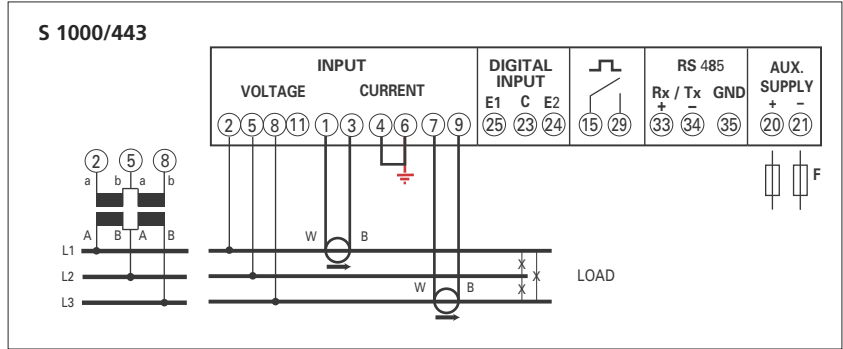 S 1000/443
INPUT
VOLTAGE
CURRENT
DIGITAL
INPUT
E1 C E2
RS 485
Rx / Tx GND
+ –
AUX.
SUPPLY
+ –
2 5 8 11 1 3 4 6 7 9 25 23 24 15 29 33 34 35 20 21
F
2 5 8
a b a b
A B A B
L1
L2
L3
W B
W B
X
X
X
LOAD